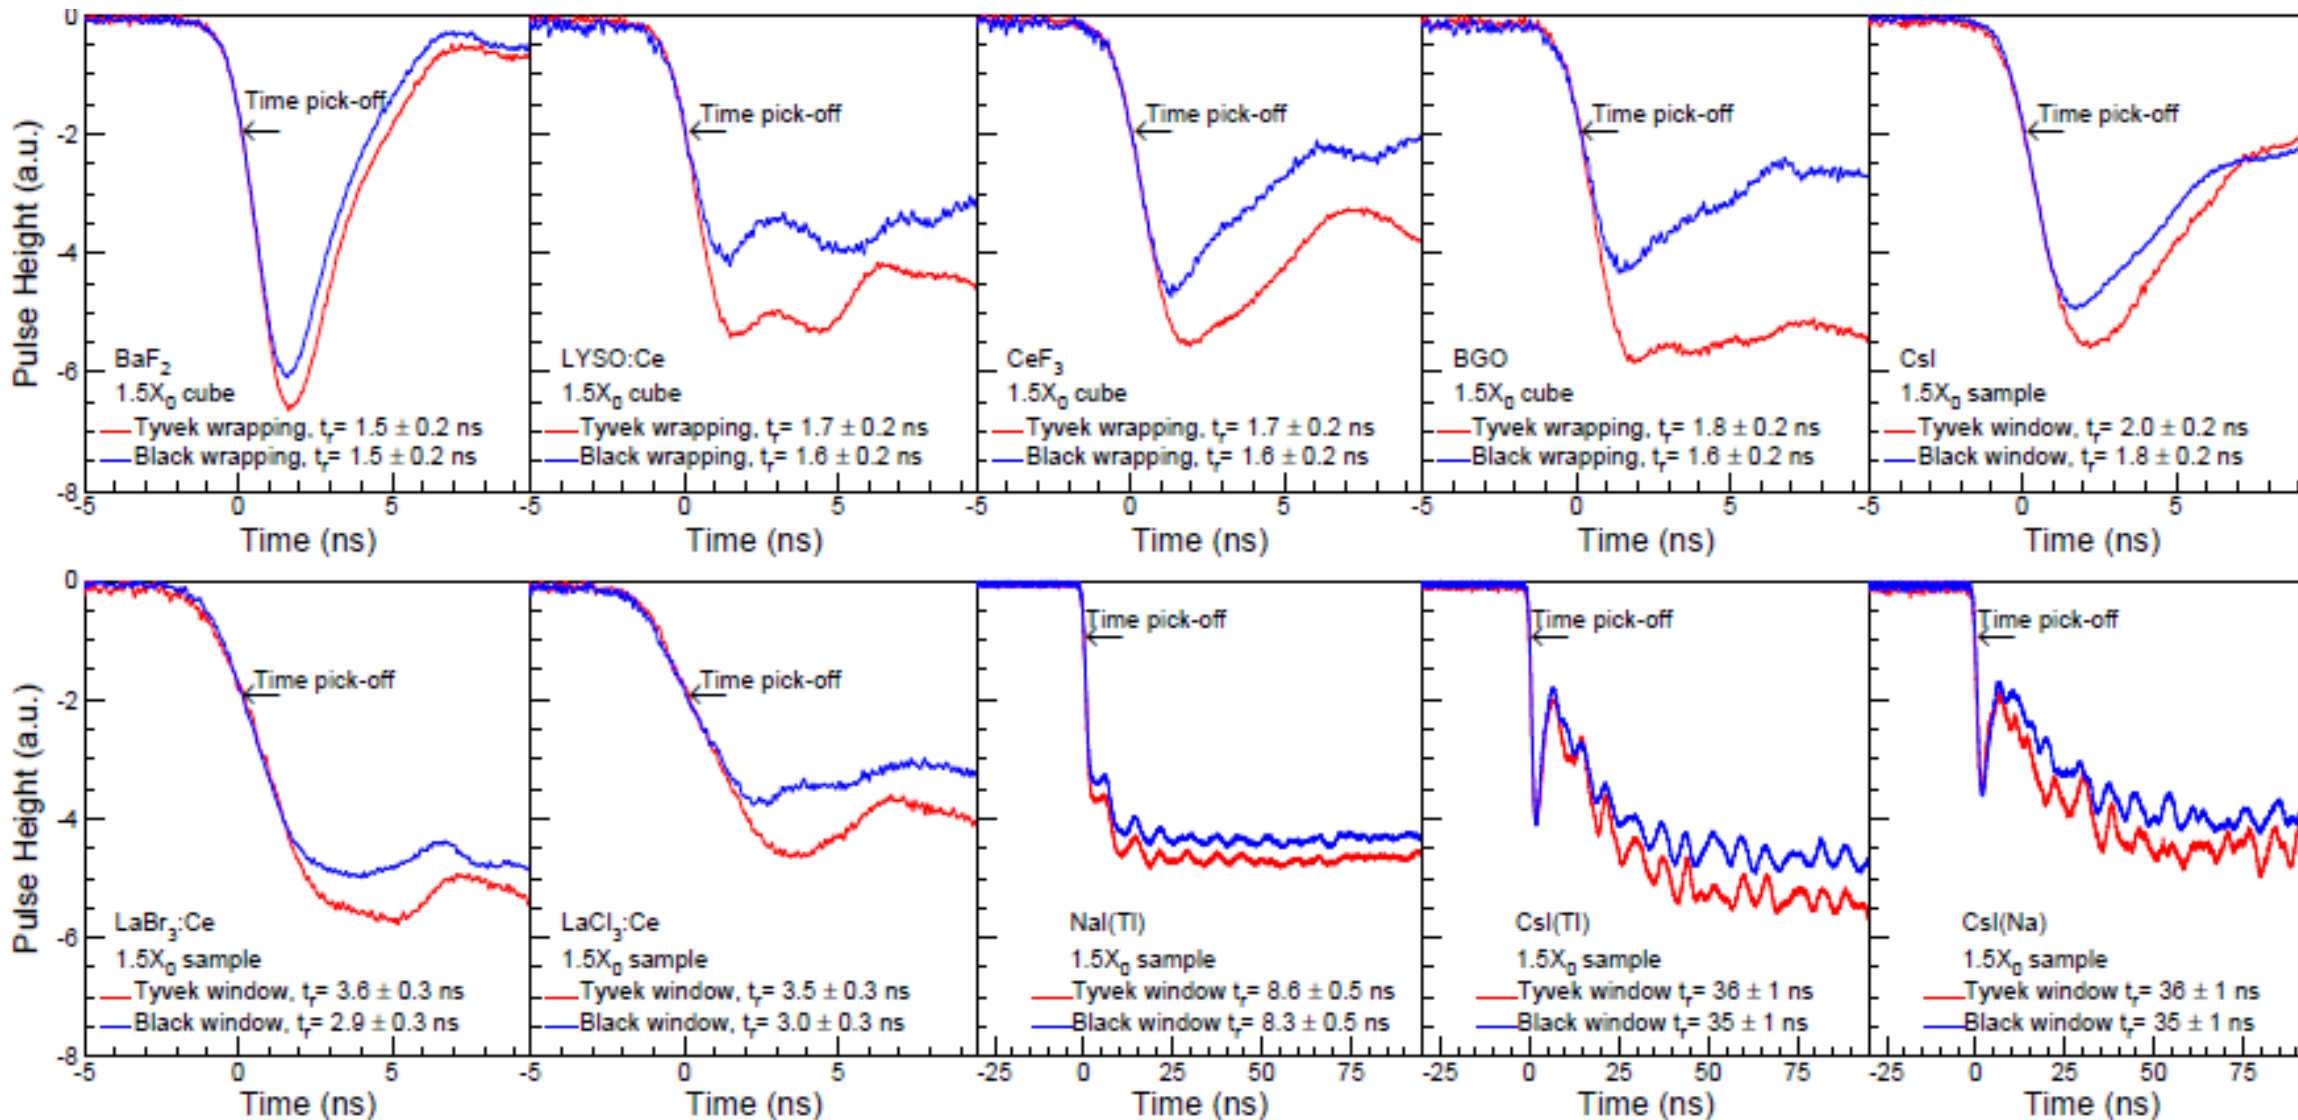 Pulse Height (a.u.)
0
-2
-4
-6
-8
Time pick-off
BaF₂
1.5X₀ cube
Tyvek wrapping, tᵣ= 1.5 ± 0.2 ns
Black wrapping, tᵣ= 1.5 ± 0.2 ns
-5 0 5
Time (ns)
Time pick-off
LYSO:Ce
1.5X₀ cube
Tyvek wrapping, tᵣ= 1.7 ± 0.2 ns
Black wrapping, tᵣ= 1.6 ± 0.2 ns
-5 0 5
Time (ns)
Time pick-off
CeF₃
1.5X₀ cube
Tyvek wrapping, tᵣ= 1.7 ± 0.2 ns
Black wrapping, tᵣ= 1.6 ± 0.2 ns
-5 0 5
Time (ns)
Time pick-off
BGO
1.5X₀ cube
Tyvek wrapping, tᵣ= 1.8 ± 0.2 ns
Black wrapping, tᵣ= 1.6 ± 0.2 ns
-5 0 5
Time (ns)
Time pick-off
CsI
1.5X₀ sample
Tyvek window, tᵣ= 2.0 ± 0.2 ns
Black window, tᵣ= 1.8 ± 0.2 ns
-5 0 5
Time (ns)
Pulse Height (a.u.)
0
-2
-4
-6
-8
Time pick-off
LaBr₃:Ce
1.5X₀ sample
Tyvek window, tᵣ= 3.6 ± 0.3 ns
Black window, tᵣ= 2.9 ± 0.3 ns
-5 0 5
Time (ns)
Time pick-off
LaCl₃:Ce
1.5X₀ sample
Tyvek window, tᵣ= 3.5 ± 0.3 ns
Black window, tᵣ= 3.0 ± 0.3 ns
-5 0 5
Time (ns)
Time pick-off
NaI(Tl)
1.5X₀ sample
Tyvek window tᵣ= 8.6 ± 0.5 ns
Black window tᵣ= 8.3 ± 0.5 ns
-25 0 25 50 75
Time (ns)
Time pick-off
CsI(Tl)
1.5X₀ sample
Tyvek window tᵣ= 36 ± 1 ns
Black window tᵣ= 35 ± 1 ns
-25 0 25 50 75
Time (ns)
Time pick-off
CsI(Na)
1.5X₀ sample
Tyvek window tᵣ= 36 ± 1 ns
Black window tᵣ= 35 ± 1 ns
-25 0 25 50 75
Time (ns)